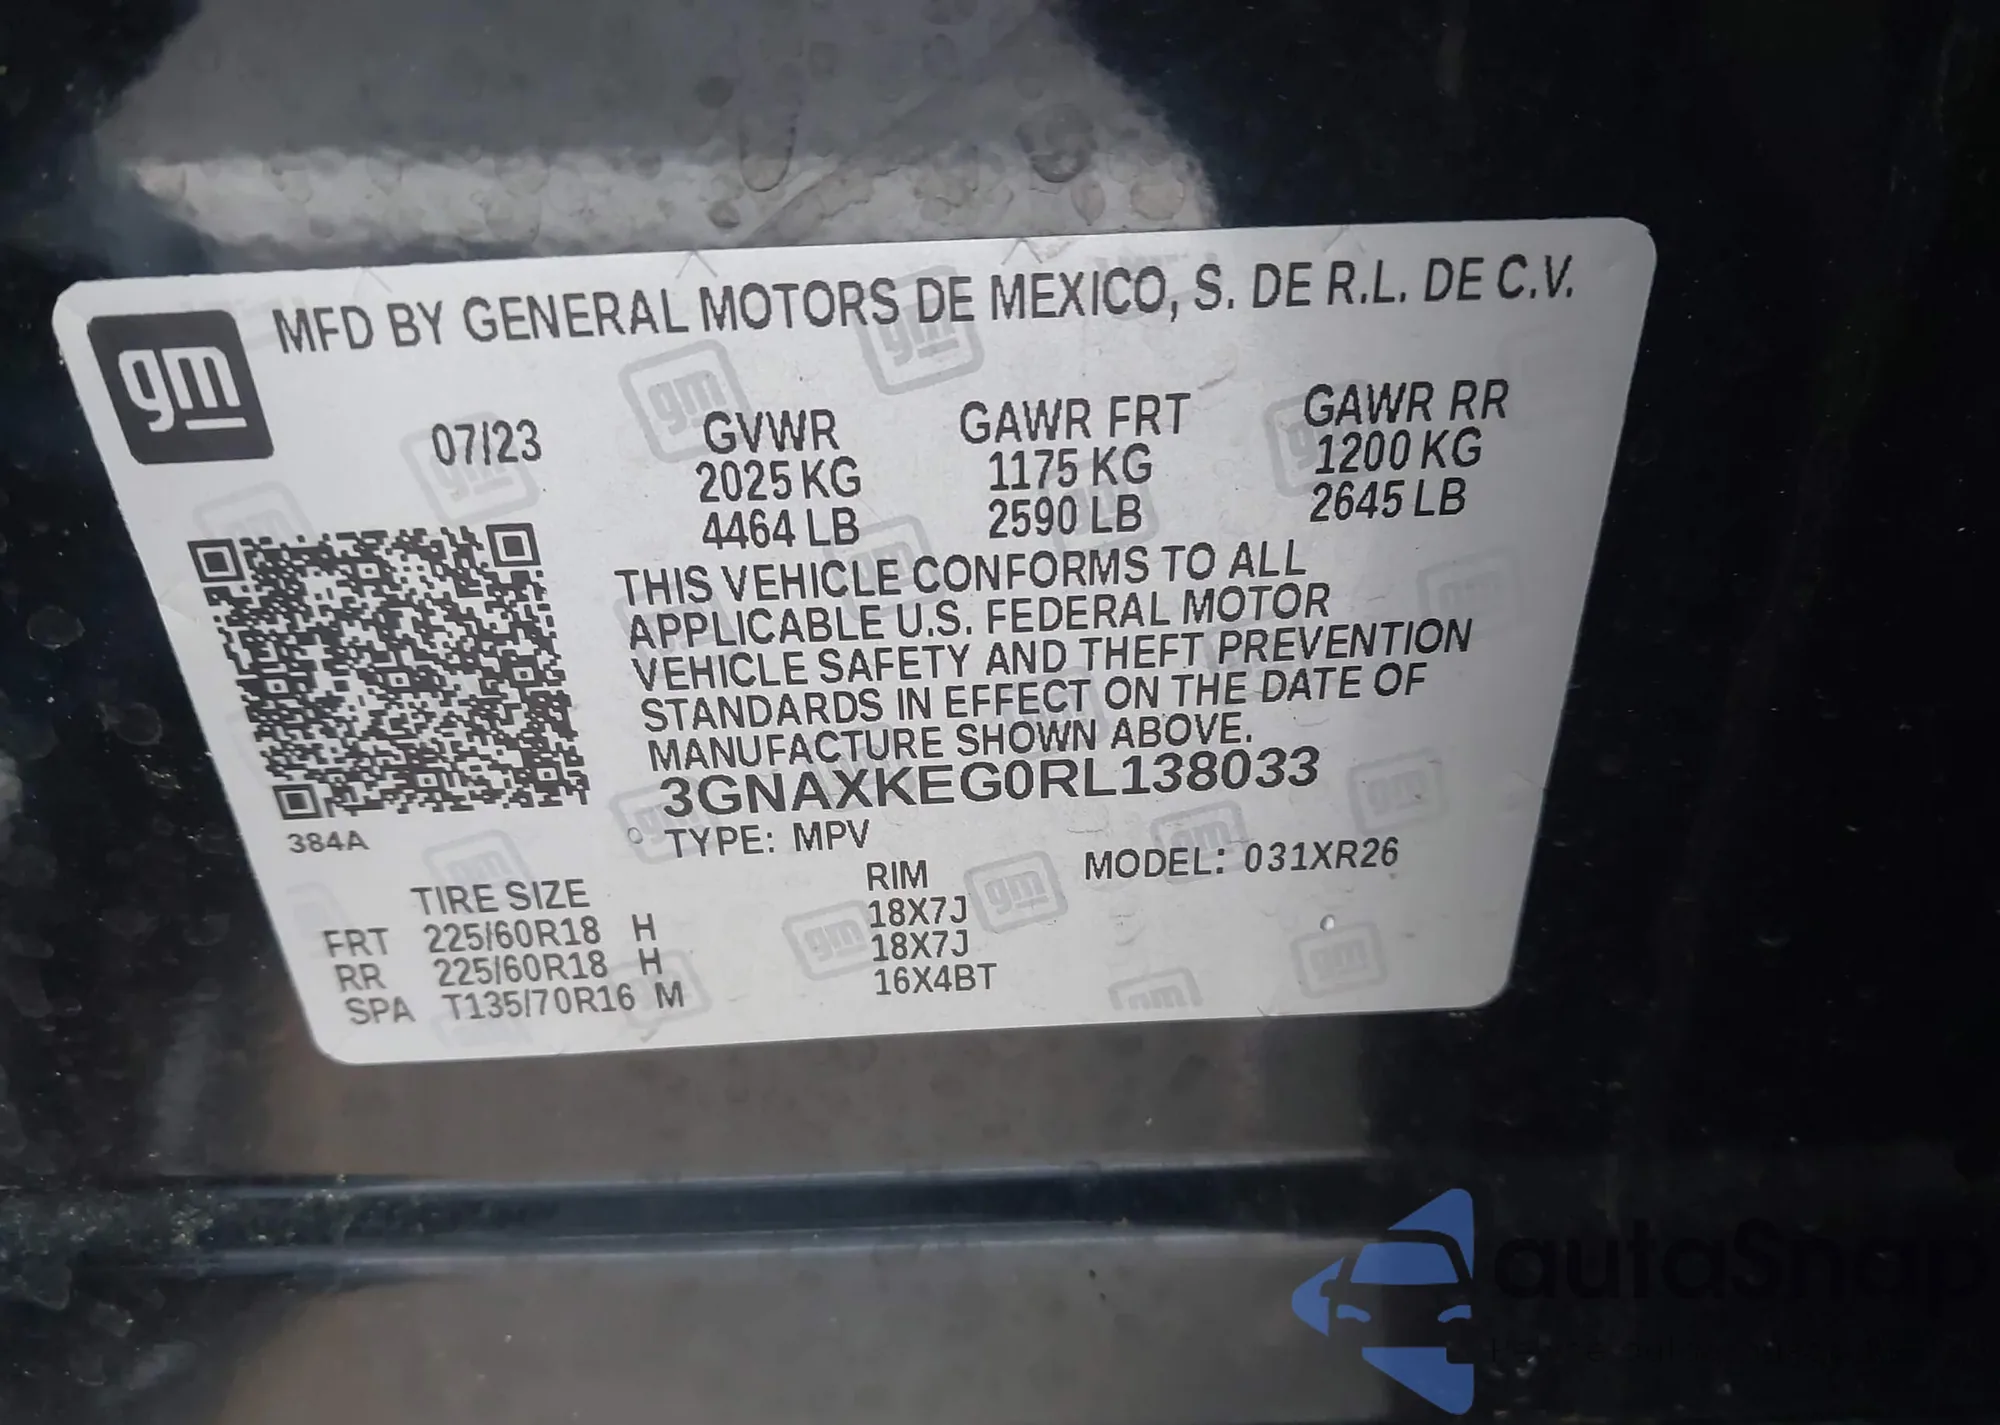 gm
MFD BY GENERAL MOTORS DE MEXICO, S. DE R.L. DE C.V.
07/23 GVWR GAWR FRT GAWR RR
2025 KG 1175 KG 1200 KG
4464 LB 2590 LB 2645 LB
THIS VEHICLE CONFORMS TO ALL
APPLICABLE U.S. FEDERAL MOTOR
VEHICLE SAFETY AND THEFT PREVENTION
STANDARDS IN EFFECT ON THE DATE OF
MANUFACTURE SHOWN ABOVE.
3GNAXKEG0RL138033
384A
TYPE: MPV MODEL: 031XR26
TIRE SIZE RIM
FRT 225/60R18 H 18X7J
RR 225/60R18 H 18X7J
SPA T135/70R16 M 16X4BT
autaSnap